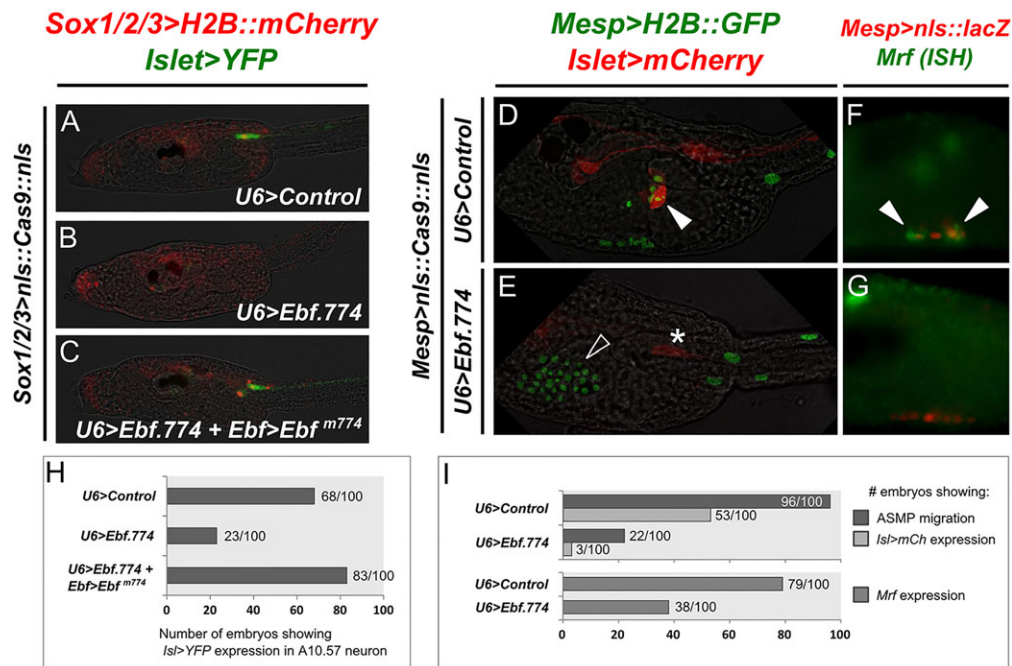 Sox1/2/3>H2B::mCherry
Islet>YFP
Sox1/2/3>nls::Cas9::nls
A
U6>Control
B
U6>Ebf.774
C
U6>Ebf.774 + Ebf>Ebf m774
Mesp>H2B::GFP
Islet>mCherry
Mesp>nls::lacZ
Mrf (ISH)
Mesp>nls::Cas9::nls
U6>Control
D
F
U6>Ebf.774
E
*
G
H
U6>Control
68/100
U6>Ebf.774
23/100
U6>Ebf.774 +
Ebf>Ebf m774
83/100
0 20 40 60 80 100
Number of embryos showing
Isl>YFP expression in A10.57 neuron
I
U6>Control
96/100
53/100
U6>Ebf.774
22/100
3/100
# embryos showing:
ASMP migration
Isl>mCh expression
U6>Control
79/100
U6>Ebf.774
38/100
Mrf expression
0 20 40 60 80 100